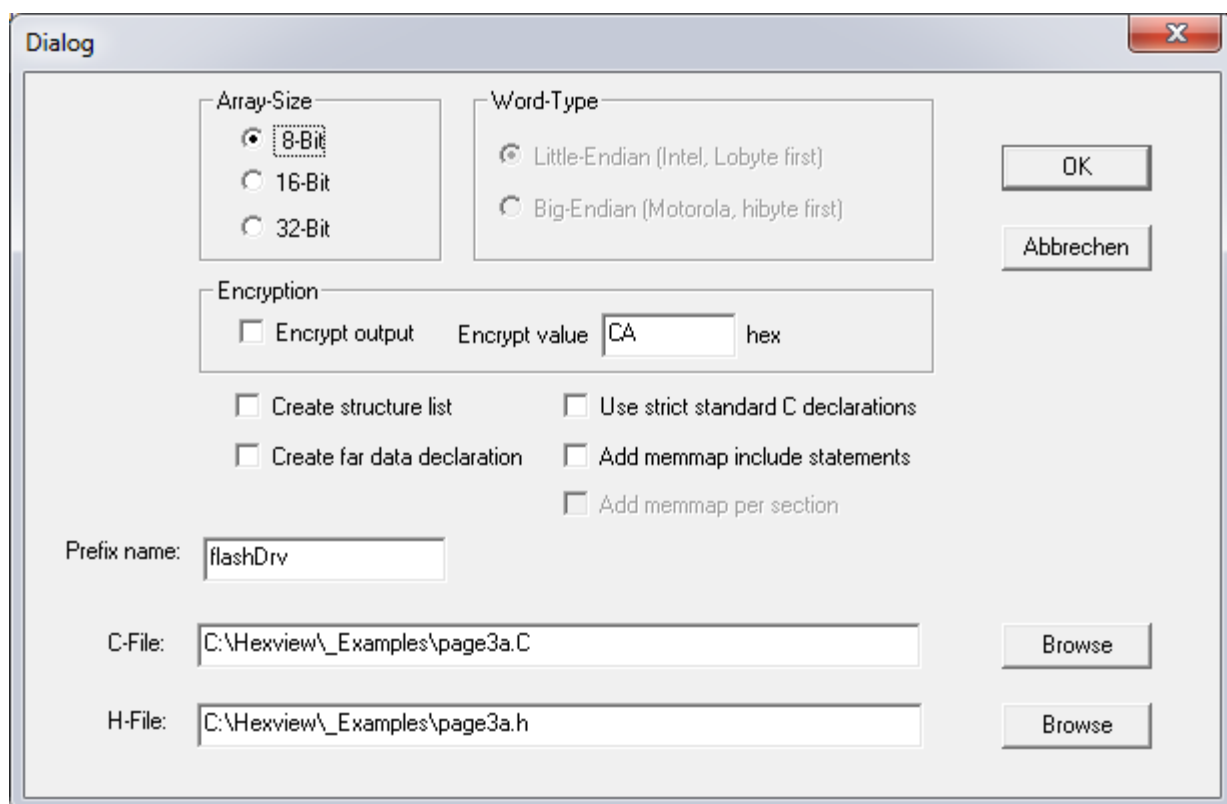 Dialog
Array-Size
8-Bit
16-Bit
32-Bit
Word-Type
Little-Endian (Intel, Lobyte first)
Big-Endian (Motorola, hibyte first)
OK
Abbrechen
Encryption
Encrypt output
Encrypt value
CA
hex
Create structure list
Use strict standard C declarations
Create far data declaration
Add memmap include statements
Add memmap per section
Prefix name:
flashDrv
C-File:
C:\Hexview\_Examples\page3a.C
Browse
H-File:
C:\Hexview\_Examples\page3a.h
Browse